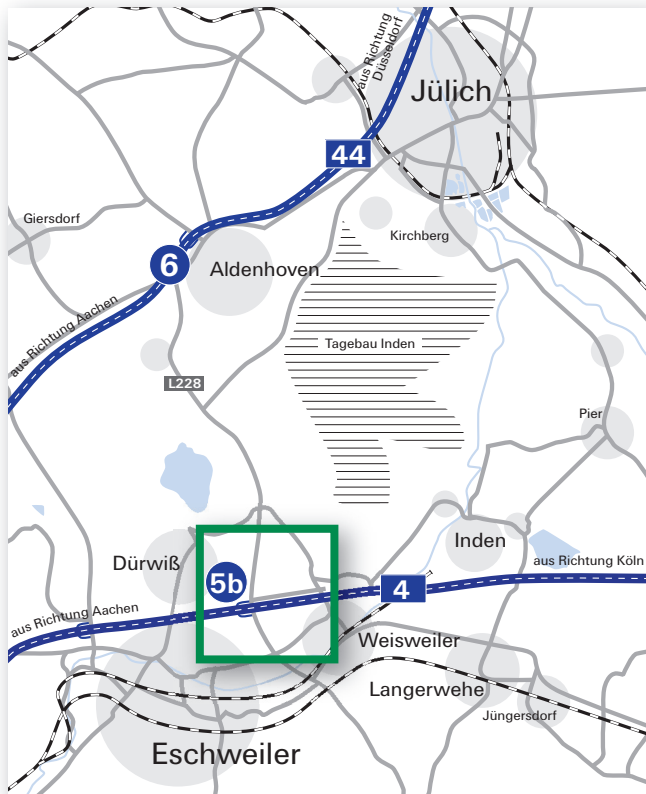 aus Richtung
Düsseldorf
Jülich
44
Giersdorf
Kirchberg
6
Aldenhoven
aus Richtung Aachen
Tagebau Inden
L228
Pier
Inden
Dürwiß
5b
aus Richtung Köln
4
aus Richtung Aachen
Weisweiler
Langerwehe
Jüngersdorf
Eschweiler